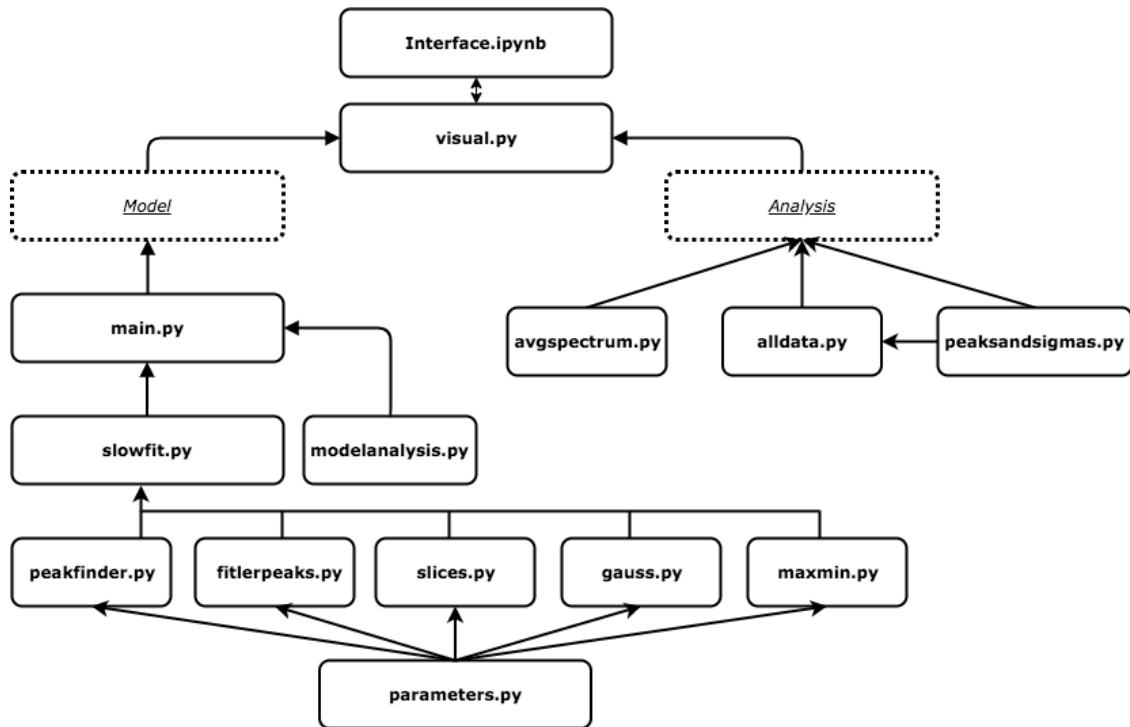 Interface.ipynb
visual.py
Model
Analysis
main.py
avgspectrum.py
alldata.py
peaksandsigmas.py
slowfit.py
modelanalysis.py
peakfinder.py
fitlerpeaks.py
slices.py
gauss.py
maxmin.py
parameters.py